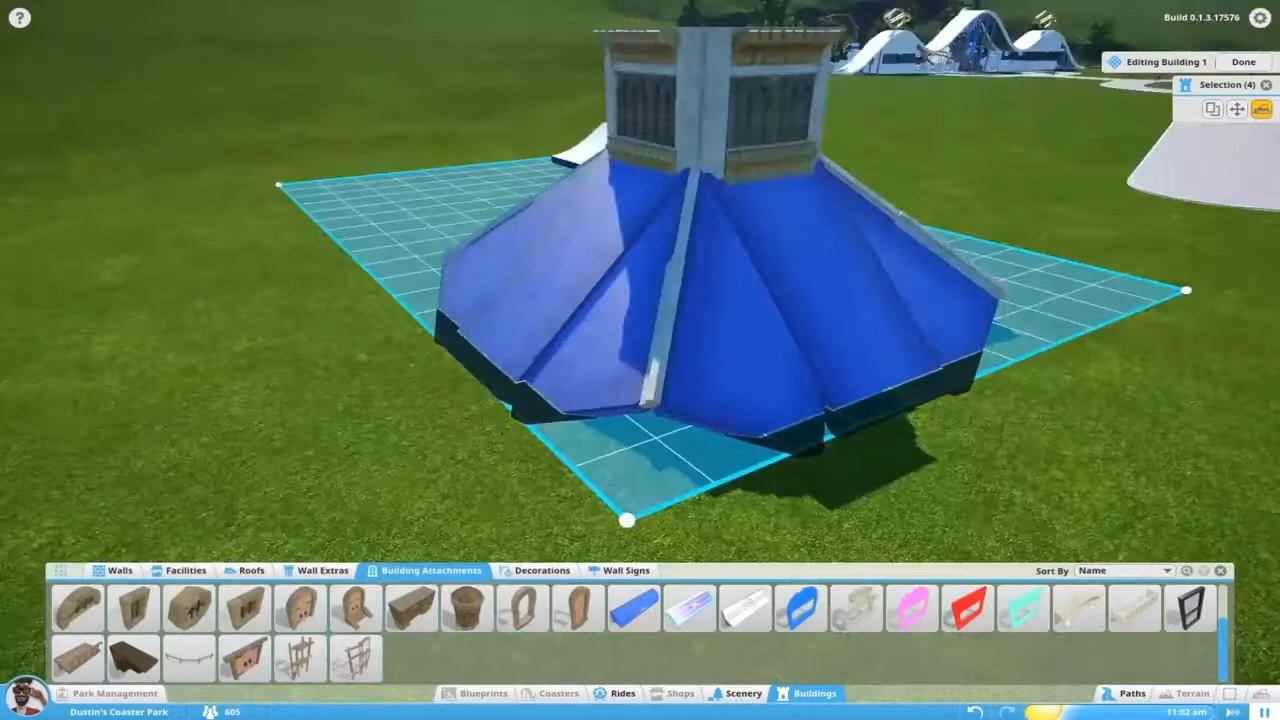 ?
Build 0.1.3.17576
Editing Building 1 Done
Selection (4)
Walls Facilities Roofs Wall Extras Building Attachments Decorations Wall Signs Sort By Name
Park Management Blueprints Coasters Rides Shops Scenery Buildings Paths Terrain
Dustin's Coaster Park 605 11:02 am